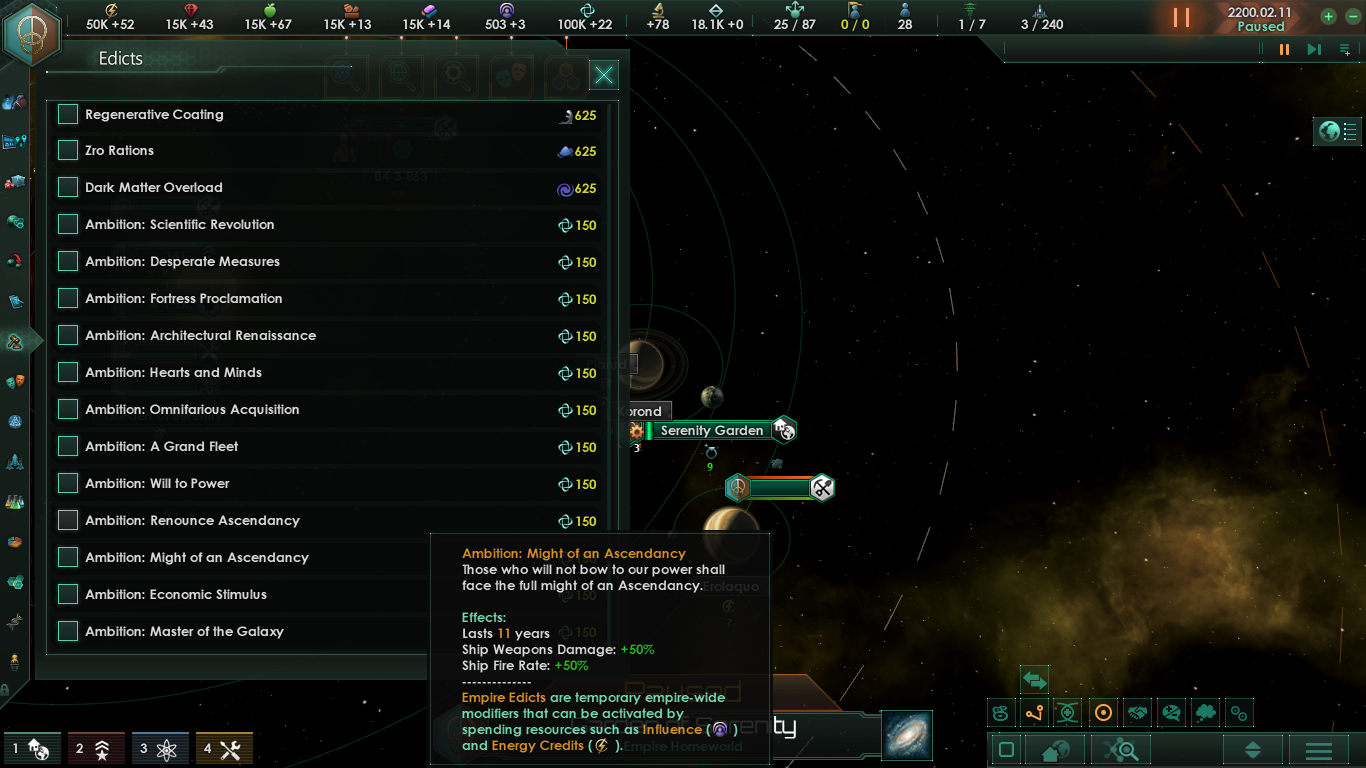 50K +52 15K +43 15K +67 15K +13 15K +14 503 +3 100K +22 +78 18.1K +0 25 / 87 0 / 0 28 1 / 7 3 / 240
2200.02.11
Paused
Edicts
Regenerative Coating 625
Zro Rations 625
Dark Matter Overload 625
Ambition: Scientific Revolution 150
Ambition: Desperate Measures 150
Ambition: Fortress Proclamation 150
Ambition: Architectural Renaissance 150
Ambition: Hearts and Minds 150
Ambition: Omnifarious Acquisition 150
Ambition: A Grand Fleet 150
Ambition: Will to Power 150
Ambition: Renounce Ascendancy 150
Ambition: Might of an Ascendancy
Ambition: Economic Stimulus 150
Ambition: Master of the Galaxy 150
Serenity Garden
3
9
Ambition: Might of an Ascendancy
Those who will not bow to our power shall
face the full might of an Ascendancy.
Effects:
Lasts 11 years
Ship Weapons Damage: +50%
Ship Fire Rate: +50%
--------------
Empire Edicts are temporary empire-wide
modifiers that can be activated by
spending resources such as Influence ( )
and Energy Credits ( ).
Erolaquo
Paused
Empire Homeworld
1 2 3 4